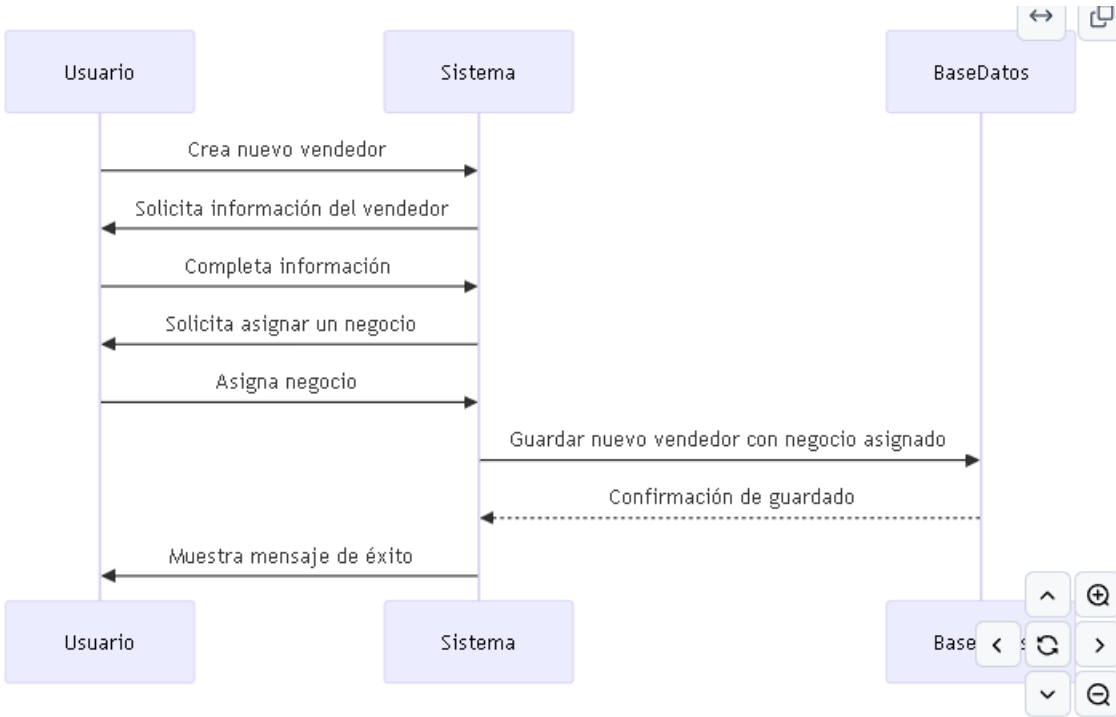 Usuario
Sistema
BaseDatos
Crea nuevo vendedor
Solicita información del vendedor
Completa información
Solicita asignar un negocio
Asigna negocio
Guardar nuevo vendedor con negocio asignado
Confirmación de guardado
Muestra mensaje de éxito
Usuario
Sistema